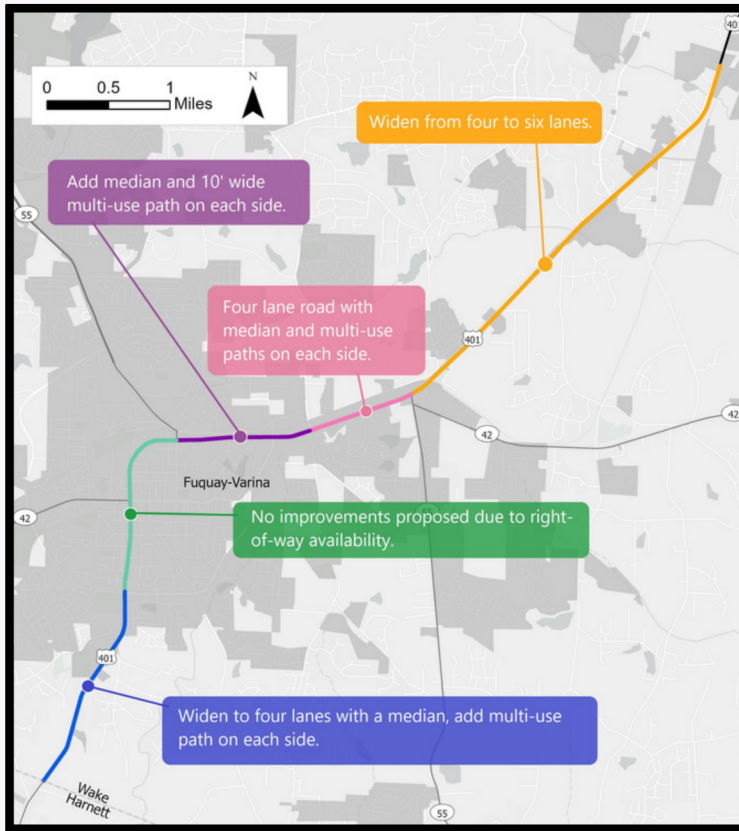 401
N
0 0.5 1
Miles
Widen from four to six lanes.
Add median and 10' wide
multi-use path on each side.
55
Four lane road with
median and multi-use
paths on each side.
401
42
42
Fuquay-Varina
42
No improvements proposed due to right-
of-way availability.
401
Widen to four lanes with a median, add multi-use
path on each side.
Wake
Harnett
55